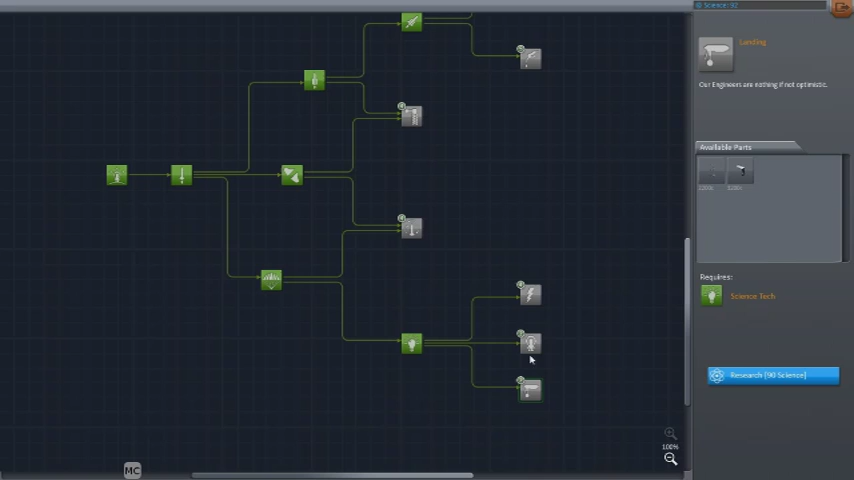 Science: 92
Landing
Our Engineers are nothing if not optimistic.
Available Parts
Requires:
Science Tech
Research [90 Science]
100%
MC